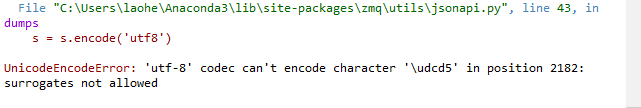 File "C:\Users\laohe\Anaconda3\lib\site-packages\zmq\utils\jsonapi.py", line 43, in
dumps
s = s.encode('utf8')
UnicodeEncodeError: 'utf-8' codec can't encode character '\udcd5' in position 2182:
surrogates not allowed